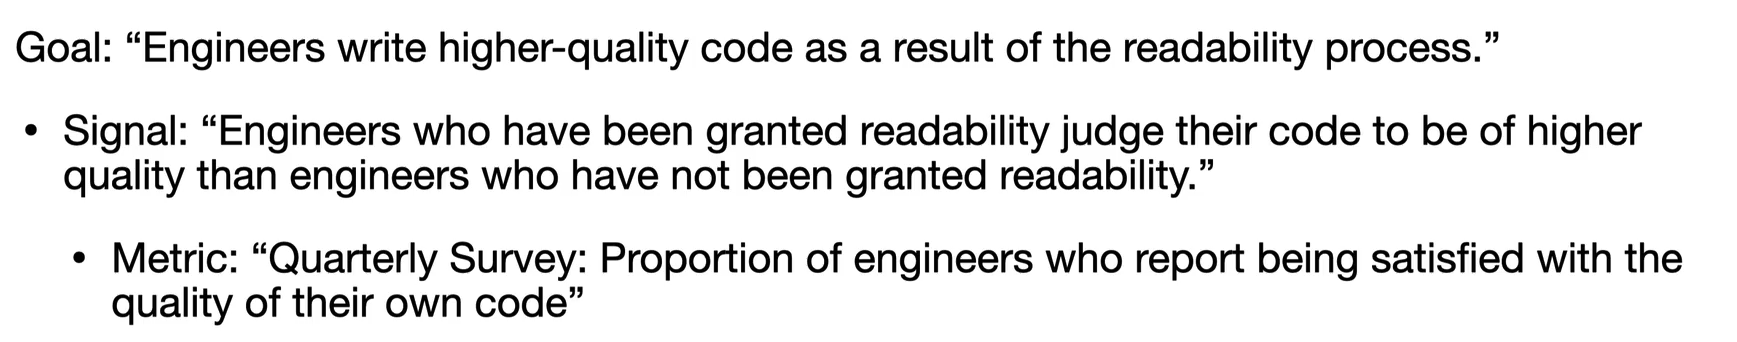 Goal: “Engineers write higher-quality code as a result of the readability process.”
• Signal: “Engineers who have been granted readability judge their code to be of higher
quality than engineers who have not been granted readability.”
• Metric: “Quarterly Survey: Proportion of engineers who report being satisfied with the
quality of their own code”